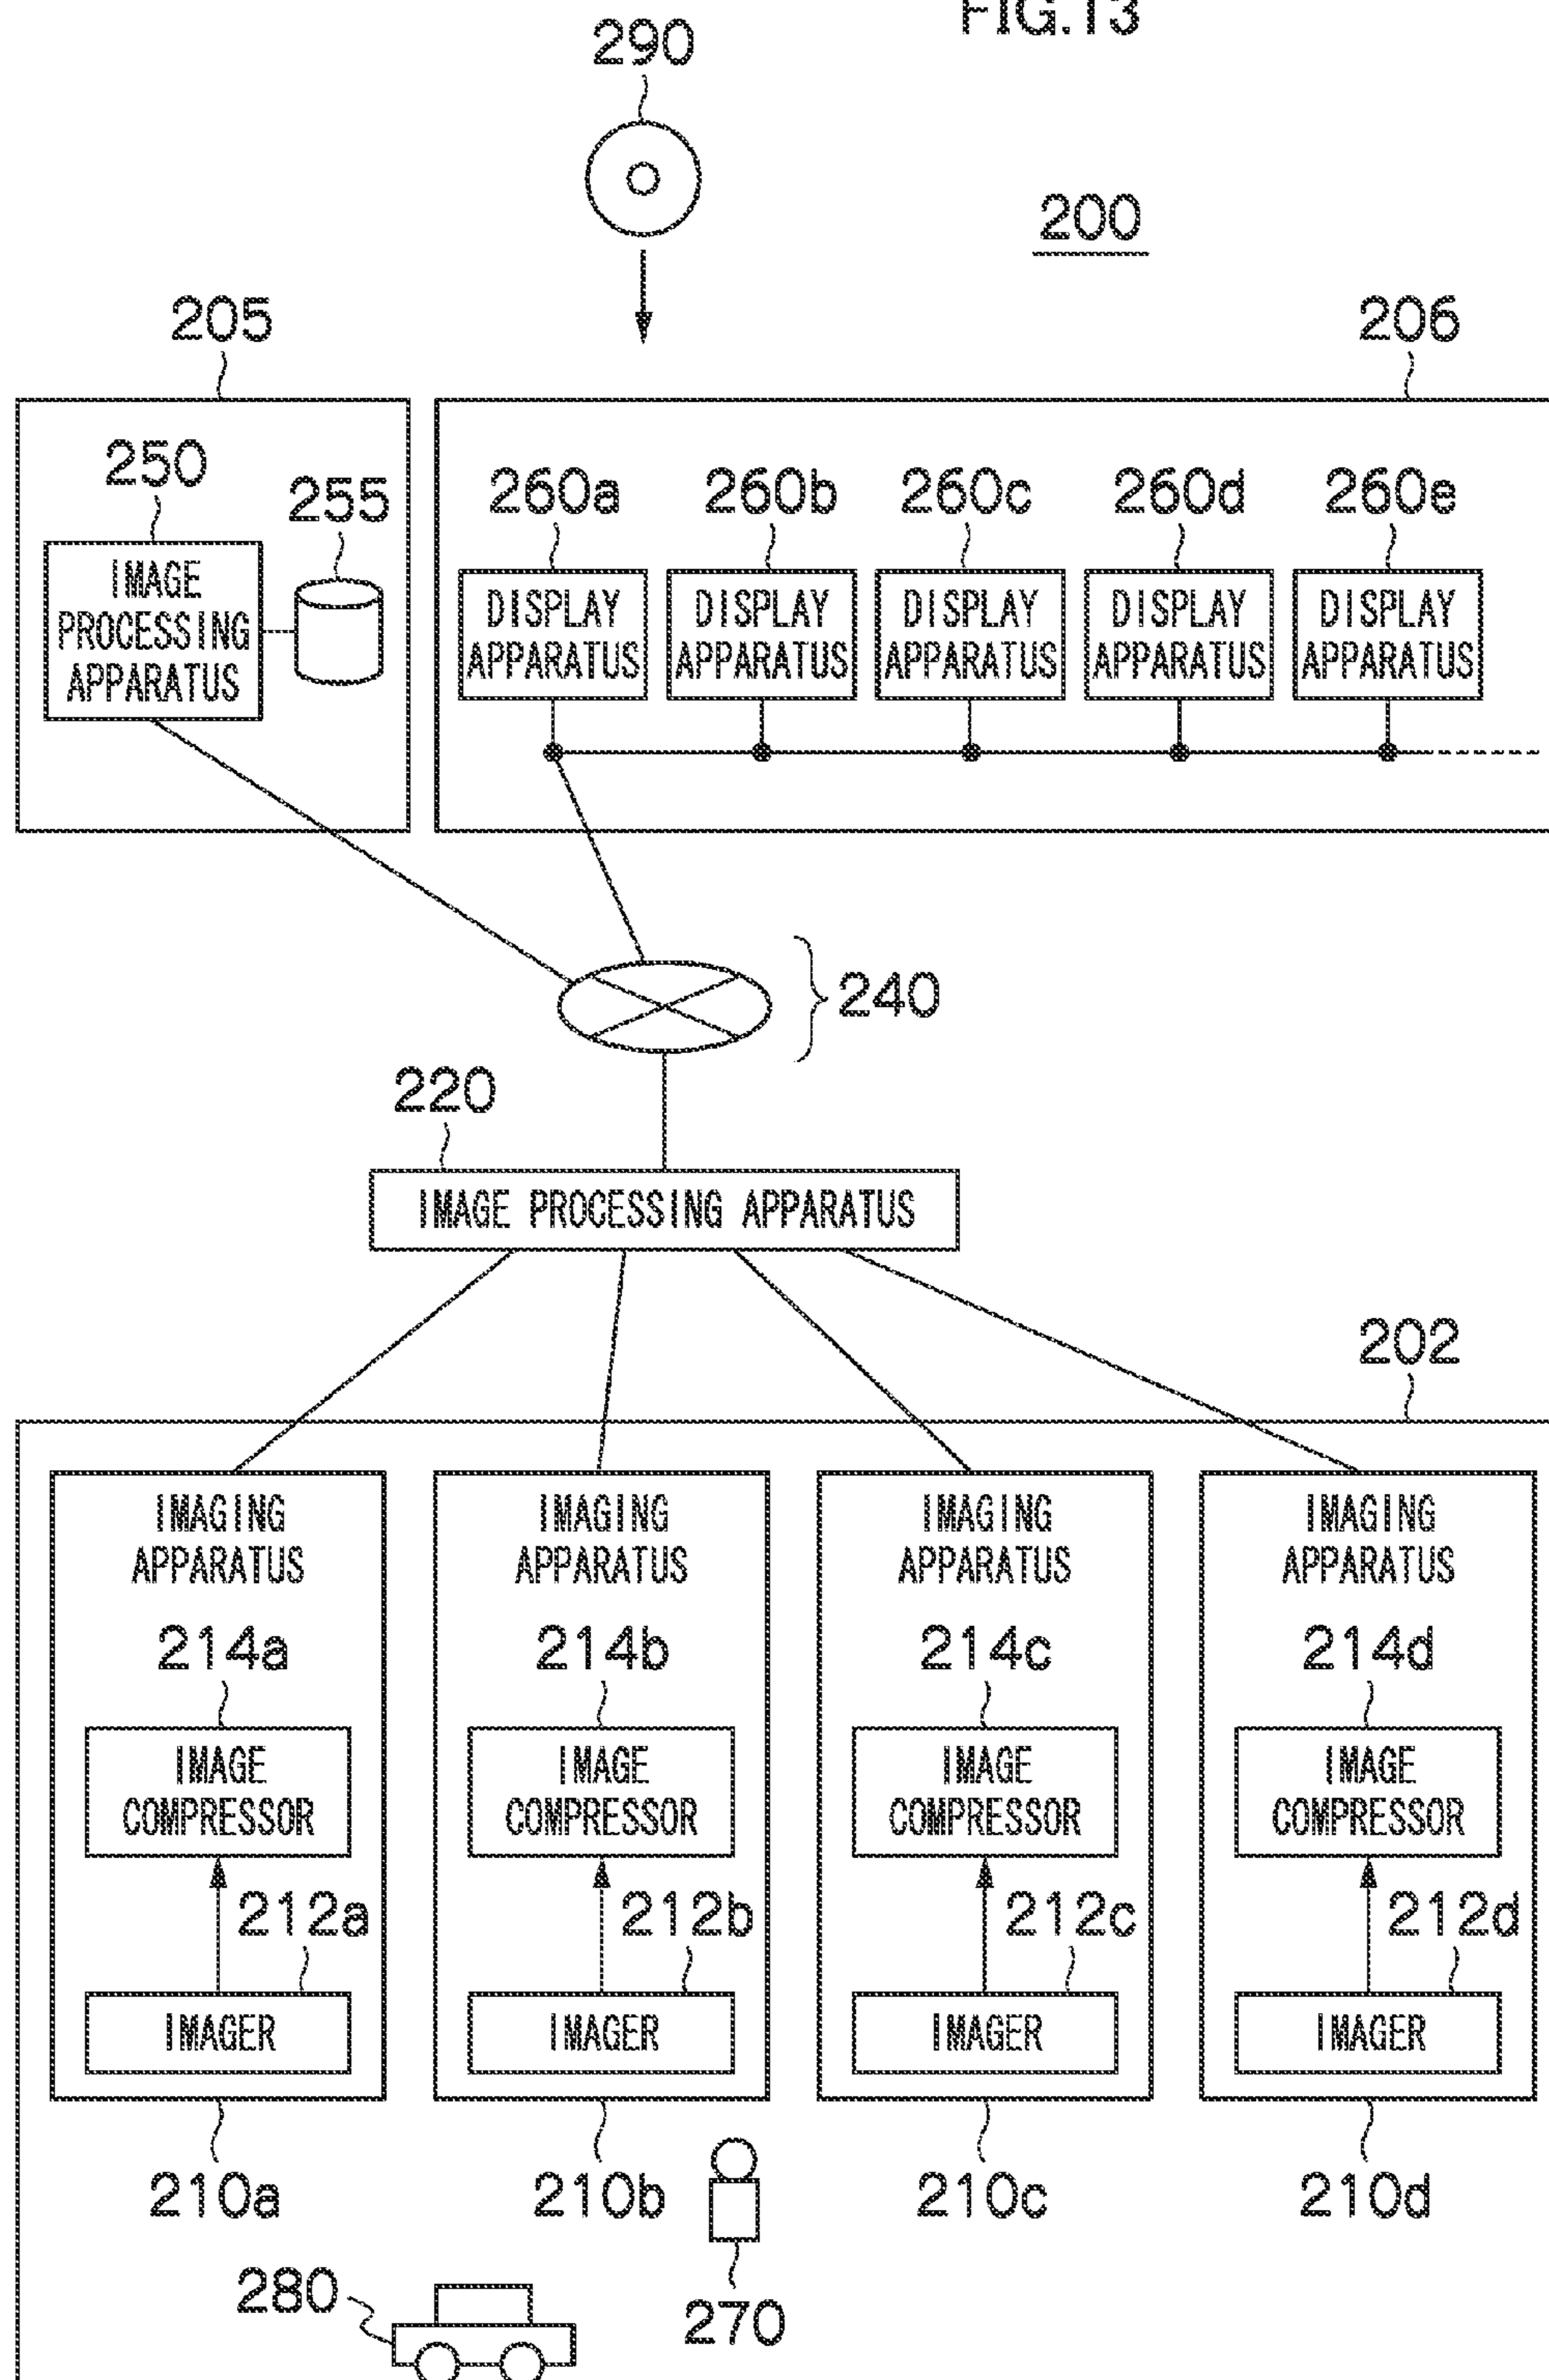 FIG.13
290
200
205
206
250
255
260a 260b 260c 260d 260e
IMAGE
PROCESSING
APPARATUS
DISPLAY
APPARATUS
DISPLAY
APPARATUS
DISPLAY
APPARATUS
DISPLAY
APPARATUS
DISPLAY
APPARATUS
240
220
IMAGE PROCESSING APPARATUS
202
IMAGING
APPARATUS
214a
IMAGE
COMPRESSOR
212a
IMAGER
210a
IMAGING
APPARATUS
214b
IMAGE
COMPRESSOR
212b
IMAGER
210b
IMAGING
APPARATUS
214c
IMAGE
COMPRESSOR
212c
IMAGER
210c
IMAGING
APPARATUS
214d
IMAGE
COMPRESSOR
212d
IMAGER
210d
280
270